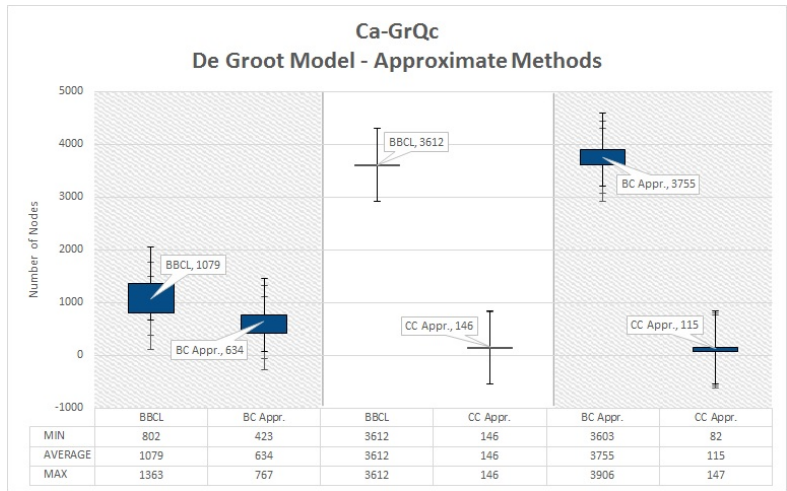 Ca-GrQc
De Groot Model - Approximate Methods
Number of Nodes
5000
4000
3000
2000
1000
0
-1000
BBCL, 1079
BC Appr., 634
BBCL, 3612
CC Appr., 146
BC Appr., 3755
CC Appr., 115
BBCL BC Appr. BBCL CC Appr. BC Appr. CC Appr.
MIN 802 423 3612 146 3603 82
AVERAGE 1079 634 3612 146 3755 115
MAX 1363 767 3612 146 3906 147